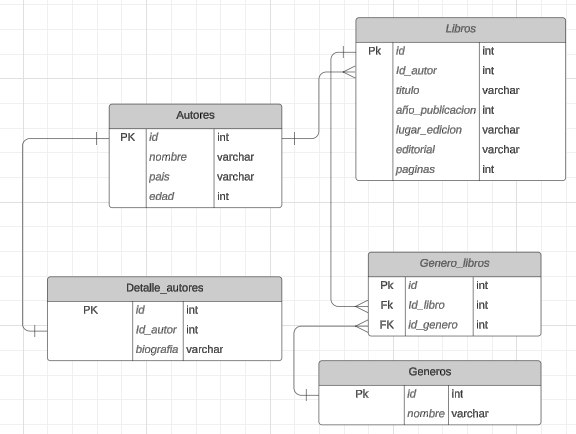 Libros
Pk id int
Id_autor int
titulo varchar
año_publicacion int
lugar_edicion varchar
editorial varchar
paginas int
Autores
PK id int
nombre varchar
pais varchar
edad int
Genero_libros
Pk id int
Fk Id_libro int
FK id_genero int
Detalle_autores
PK id int
Id_autor int
biografia varchar
Generos
Pk id int
nombre varchar